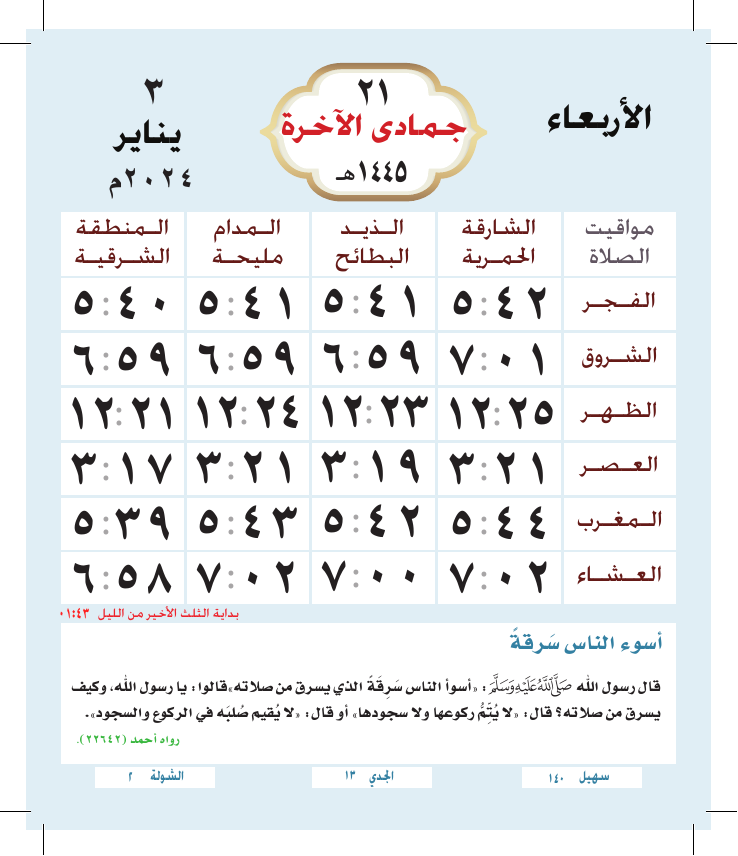 الأربعاء
٢١
جمادى الآخرة
١٤٤٥هـ
٣
يناير
٢٠٢٤م
مواقيت الصلاة	الشارقة الحمرية	الذيد البطائح	المدام مليحة	المنطقة الشرقية
الفجر	٥:٤٢	٥:٤١	٥:٤١	٥:٤٠
الشروق	٧:٠١	٦:٥٩	٦:٥٩	٦:٥٩
الظهر	١٢:٢٥	١٢:٢٣	١٢:٢٤	١٢:٢١
العصر	٣:٢١	٣:١٩	٣:٢١	٣:١٧
المغرب	٥:٤٤	٥:٤٢	٥:٤٣	٥:٣٩
العشاء	٧:٠٢	٧:٠٠	٧:٠٢	٦:٥٨
بداية الثلث الأخير من الليل ٠١:٤٣
أسوء الناس سَرقةً
قال رسول الله صَلَّى اللَّهُ عَلَيْهِ وَسَلَّمَ : «أسوأ الناس سَرِقَةً الذي يسرق من صلاته» قالوا: يا رسول الله، وكيف
يسرق من صلاته؟ قال: «لا يُتِمُّ ركوعها ولا سجودها» أو قال: «لا يُقيم صُلبَه في الركوع والسجود».
رواه أحمد (٢٢٦٤٢).
سهيل ١٤٠	الجدي ١٣	الشولة ٢